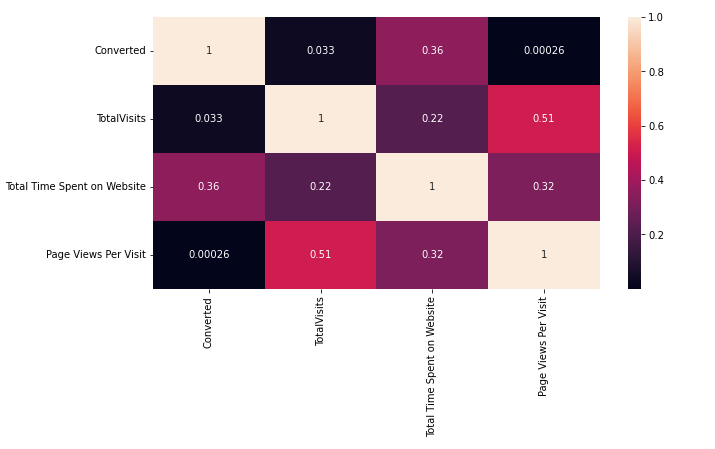 Converted 1 0.033 0.36 0.00026
TotalVisits 0.033 1 0.22 0.51
Total Time Spent on Website 0.36 0.22 1 0.32
Page Views Per Visit 0.00026 0.51 0.32 1
Converted
TotalVisits
Total Time Spent on Website
Page Views Per Visit
1.0
0.8
0.6
0.4
0.2